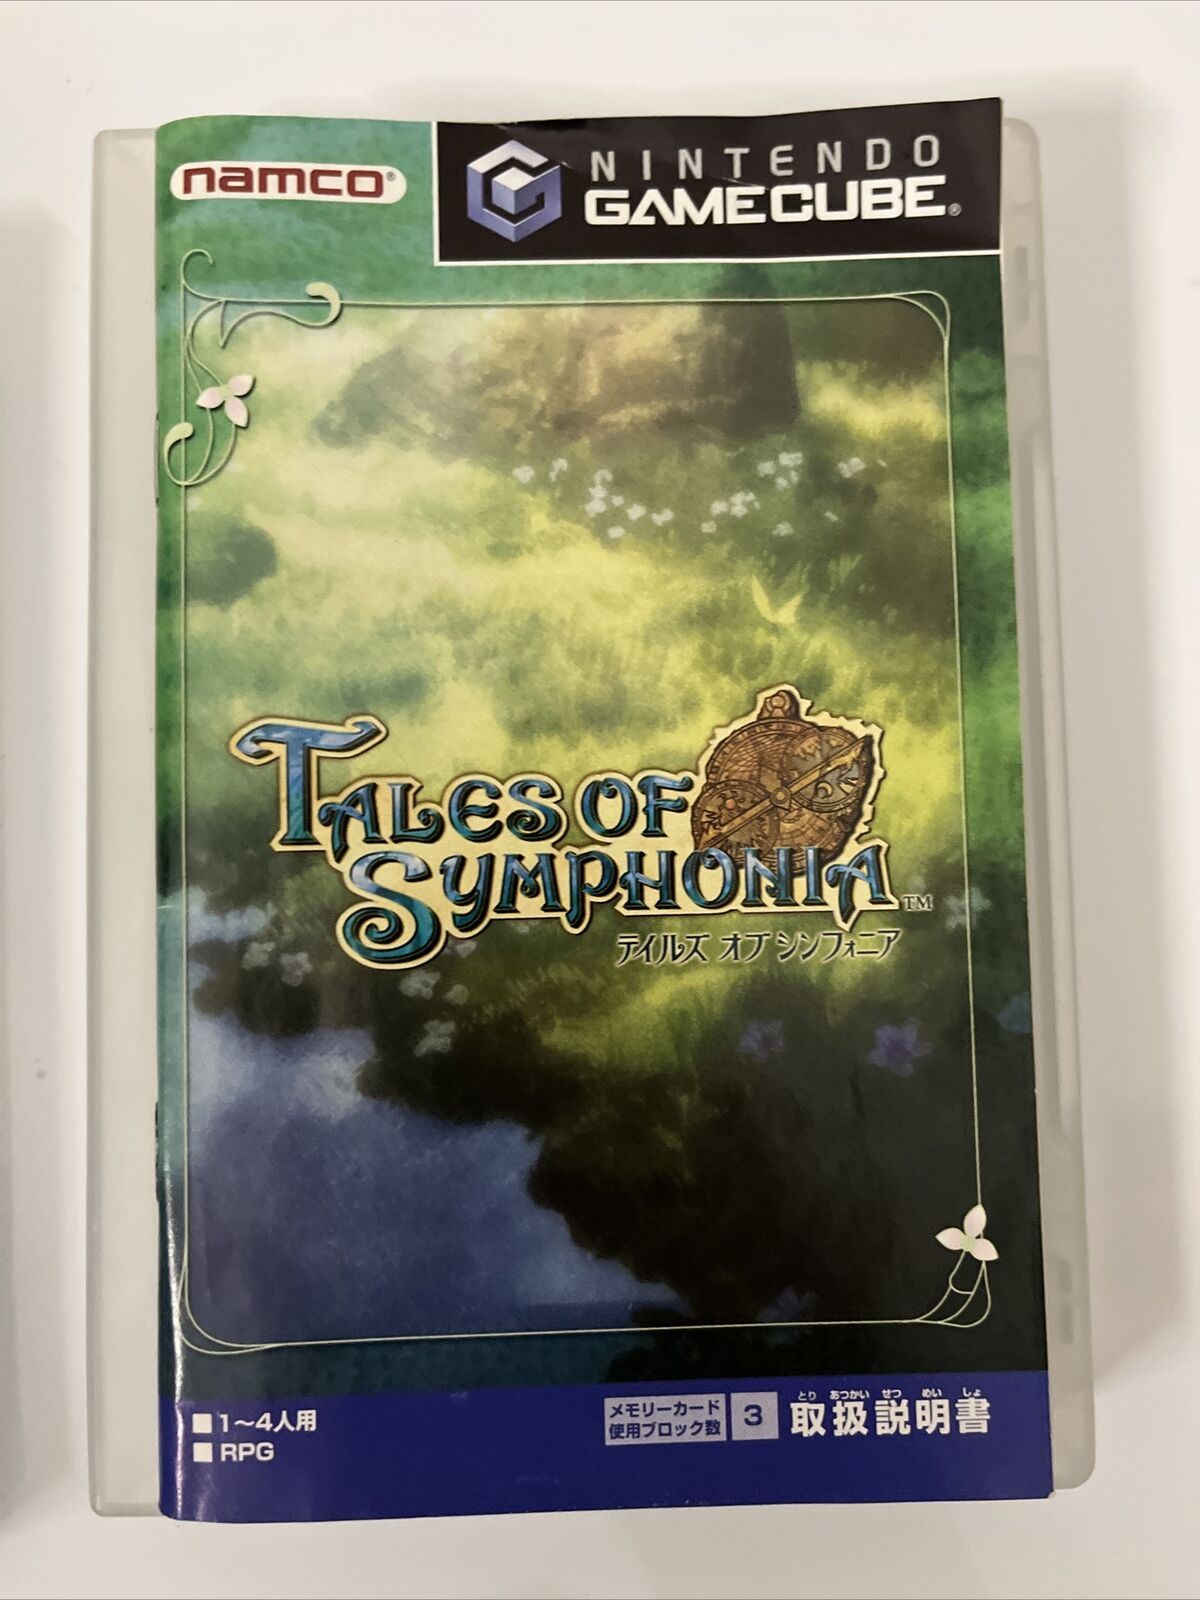 namco®
NINTENDO
GAMECUBE®
TALES OF
SYMPHONIA™
テイルズ オブ シンフォニア
■1〜4人用
■RPG
メモリーカード
使用ブロック数
3
とり あつかい せつ めい しょ
取扱説明書